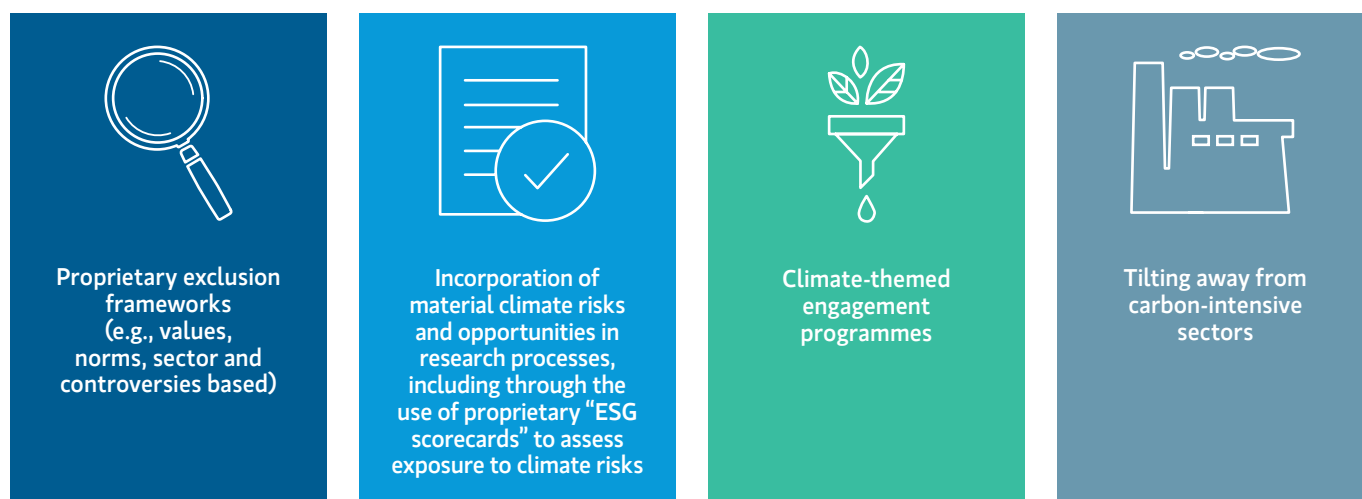 Proprietary exclusion
frameworks
(e.g., values,
norms, sector and
controversies based)
Incorporation of
material climate risks
and opportunities in
research processes,
including through the
use of proprietary “ESG
scorecards” to assess
exposure to climate risks
Climate-themed
engagement
programmes
Tilting away from
carbon-intensive
sectors